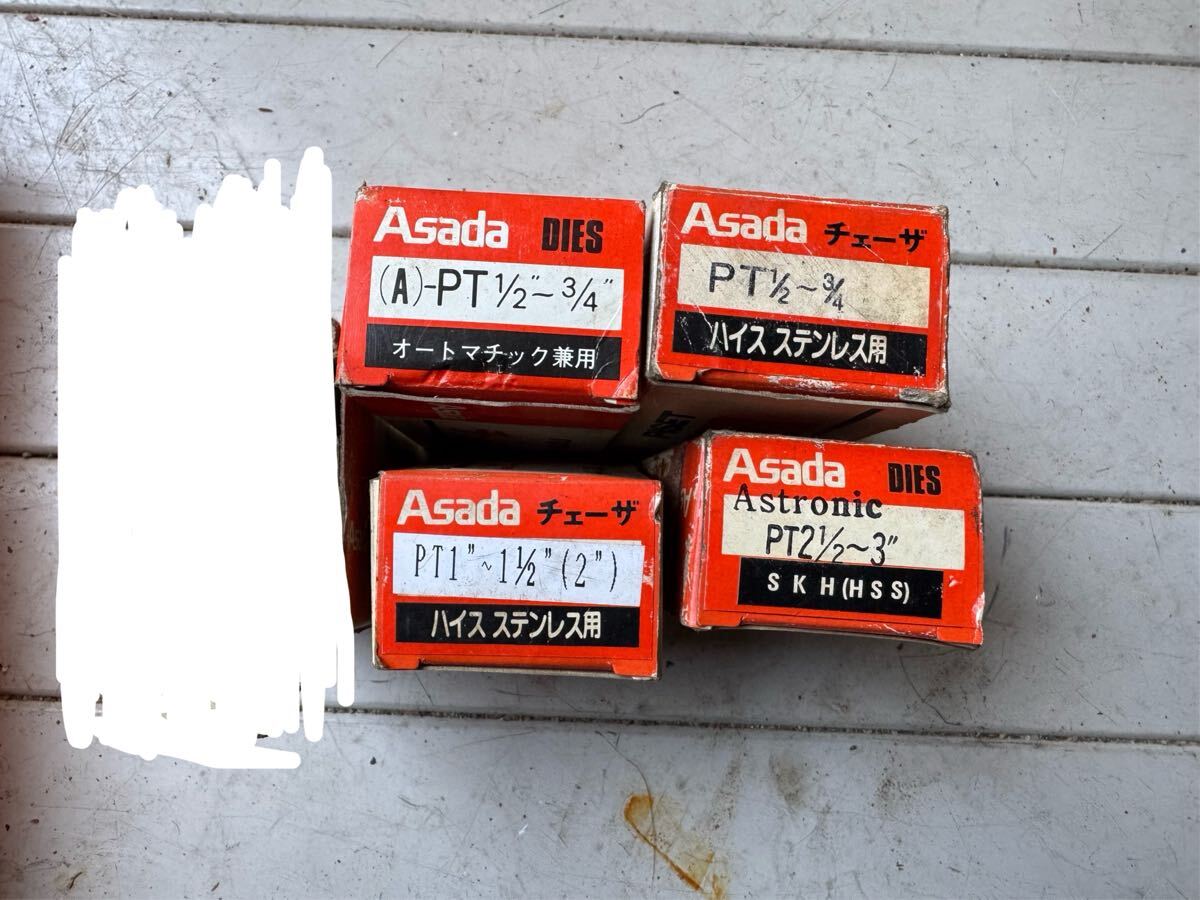 Asada DIES
(A)-PT 1/2"~3/4"
オートマチック兼用
Asada チェーザ
PT 1/2~3/4
ハイス ステンレス用
Asada チェーザ
PT1"~1 1/2"(2")
ハイス ステンレス用
Asada DIES
Astronic
PT2 1/2~3"
SKH(HSS)